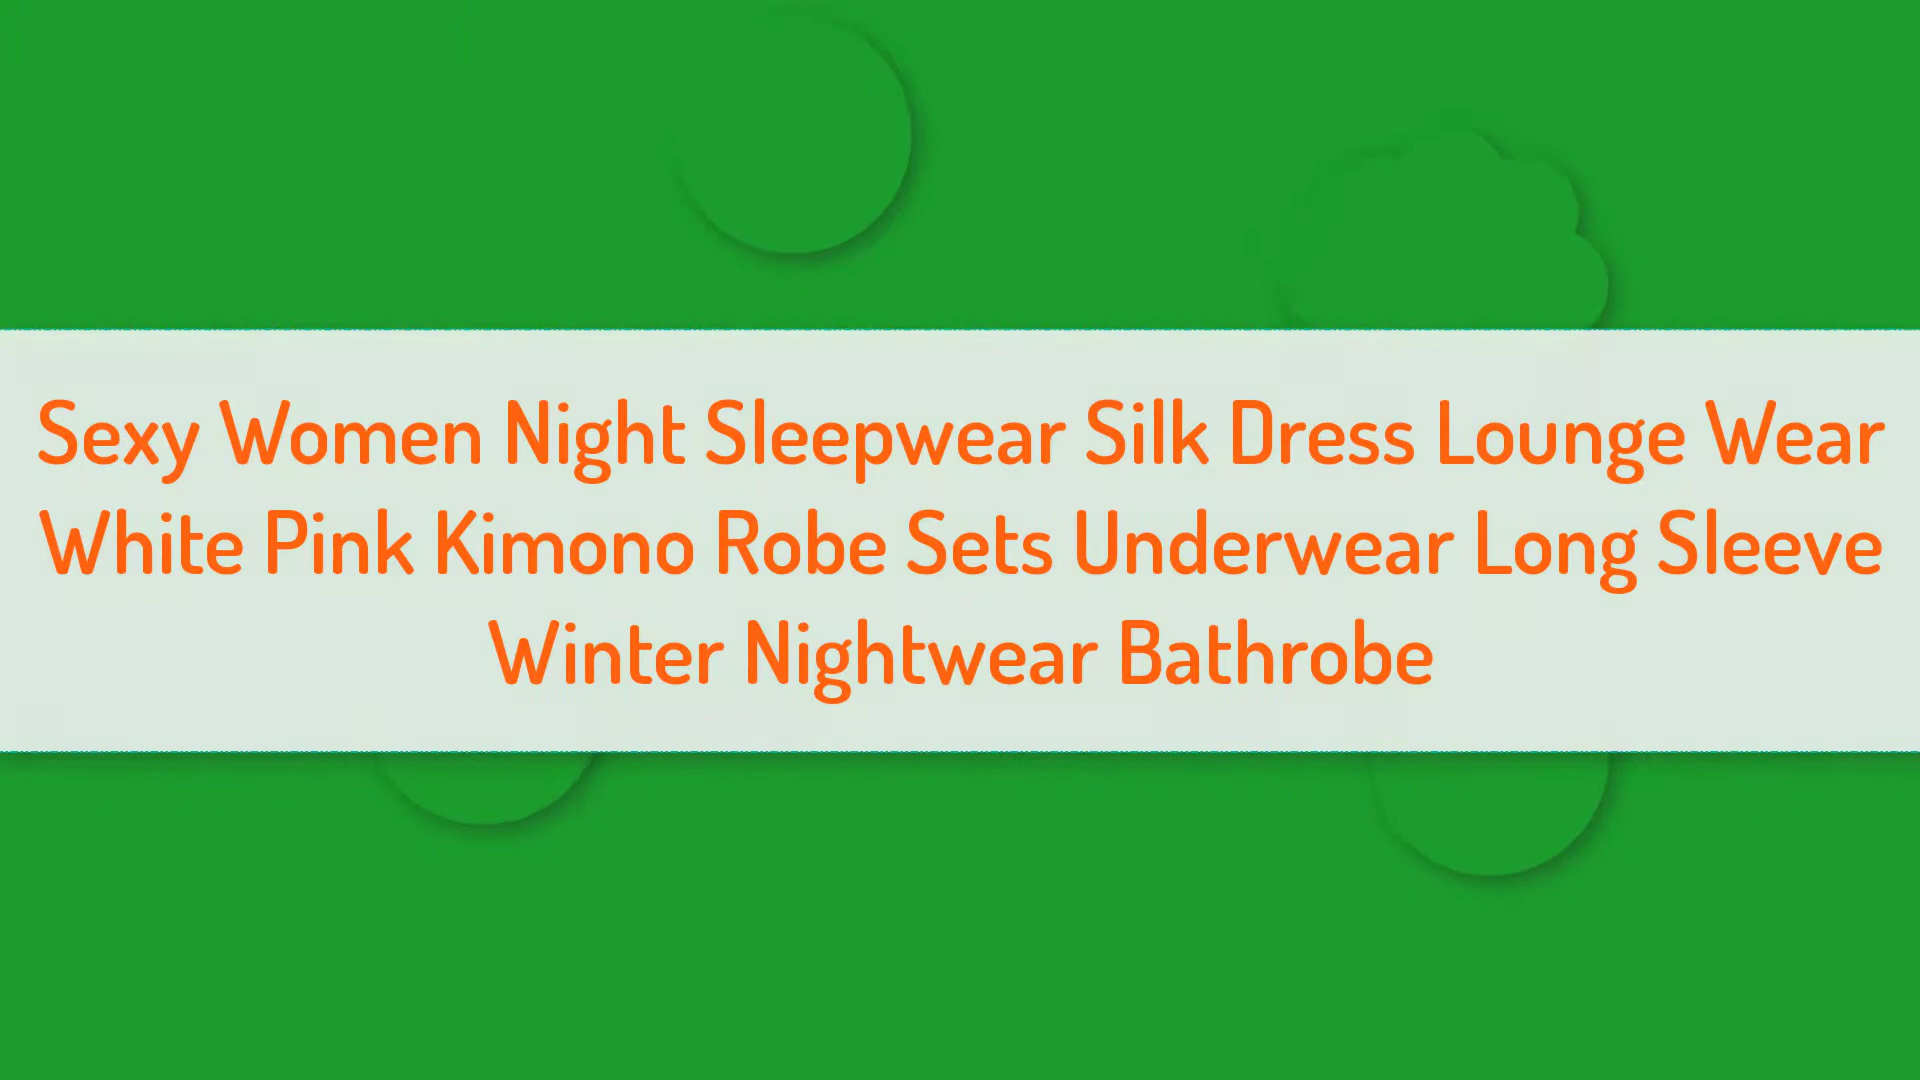 Sexy Women Night Sleepwear Silk Dress Lounge Wear
White Pink Kimono Robe Sets Underwear Long Sleeve
Winter Nightwear Bathrobe